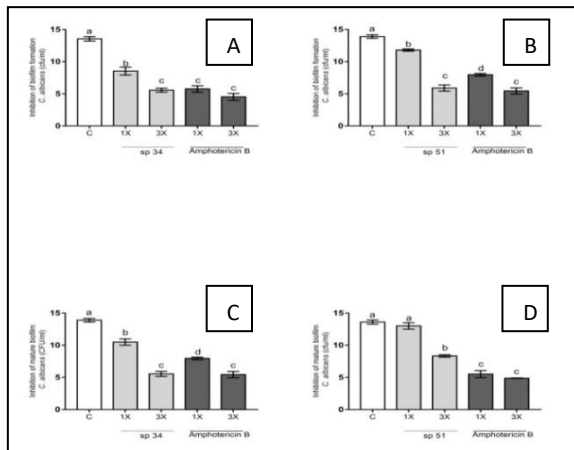 A
Inhibition of biofilm formation
C. albicans (cfu/ml)
15
10
5
0
a
b
c
c
c
C
1X
3X
1X
3X
sp 34
Amphotericin B
B
Inhibition of biofilm formation
C. albicans (cfu/ml)
15
10
5
0
a
b
c
d
c
C
1X
3X
1X
3X
sp 51
Amphotericin B
C
Inhibition of mature biofilm
C. albicans (CFU/ml)
15
10
5
0
a
b
c
d
c
C
1X
3X
1X
3X
sp 34
Amphotericin B
D
Inhibition of mature biofilm
C. albicans (cfu/ml)
15
10
5
0
a
a
b
c
c
C
1X
3X
1X
3X
sp 51
Amphotericin B